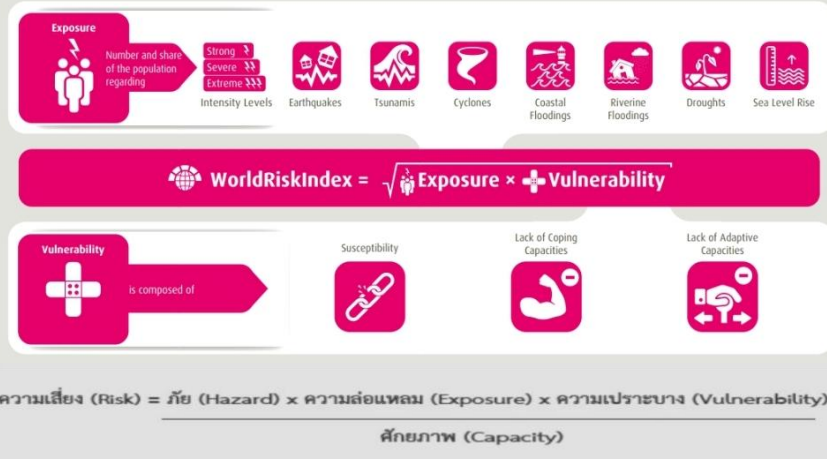 Exposure
Number and share
of the population
regarding
Strong
Severe
Extreme
Intensity Levels
Earthquakes
Tsunamis
Cyclones
Coastal
Floodings
Riverine
Floodings
Droughts
Sea Level Rise
WorldRiskIndex = √ Exposure × Vulnerability
Vulnerability
is composed of
Susceptibility
Lack of Coping
Capacities
Lack of Adaptive
Capacities
ความเสี่ยง (Risk) = ภัย (Hazard) x ความล่อแหลม (Exposure) x ความเปราะบาง (Vulnerability)
ศักยภาพ (Capacity)